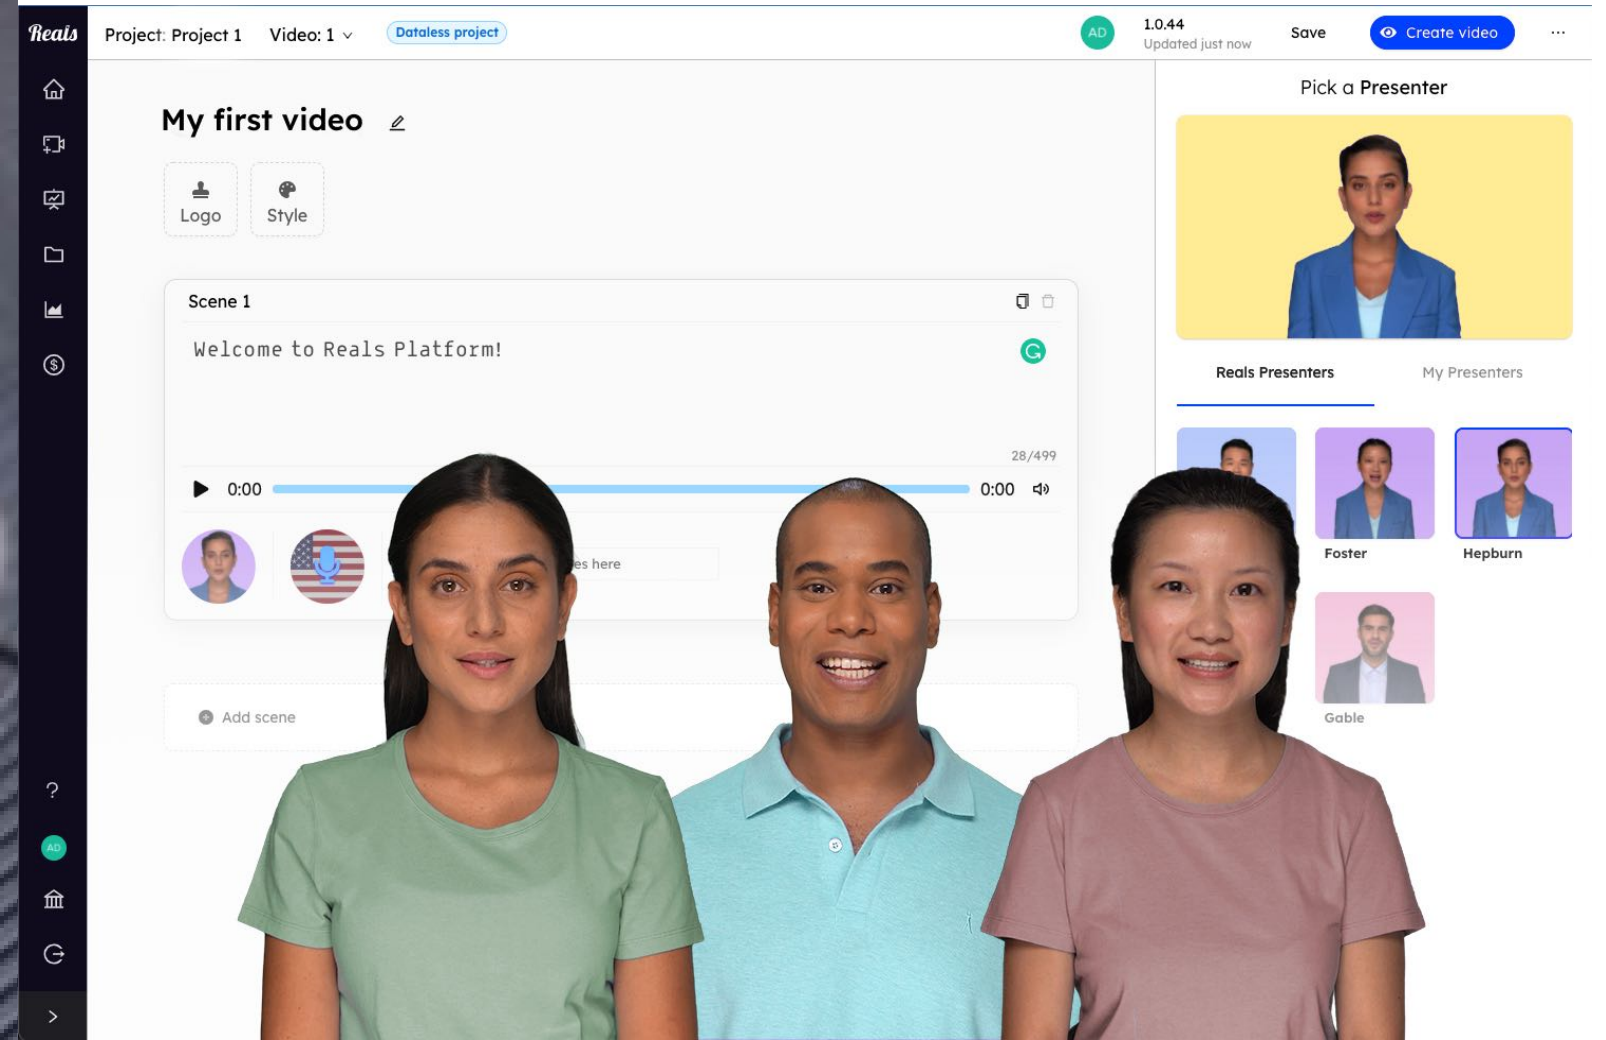 Reals
Project: Project 1
Video: 1
Dataless project
AD
1.0.44
Updated just now
Save
Create video
...
My first video
Logo
Style
Scene 1
Welcome to Reals Platform!
28/499
0:00
0:00
es here
Add scene
Pick a Presenter
Reals Presenters
My Presenters
Foster
Hepburn
Gable
?
AD